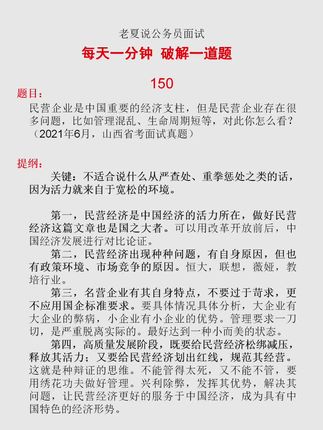 老夏说公务员面试
每天一分钟 破解一道题
150
题目：
民营企业是中国重要的经济支柱，但是民营企业存在很
多问题，比如管理混乱、生命周期短等，对此你怎么看？
（2021年6月，山西省考面试真题）
提纲：
关键：不适合说什么从严查处、重拳惩处之类的话，
因为活力就来自于宽松的环境。
第一，民营经济是中国经济的活力所在，做好民营
经济这篇文章也是国之大者。可以用改革开放前后，中
国经济发展进行对比论证。
第二，民营经济出现种种问题，有自身原因，但也
有政策环境、市场竞争的原因。恒大，联想，薇娅，教
培行业。
第三，名营企业有其自身特点，不要过于苛求，更
不应用国企标准要求。要具体情况具体分析，大企业有
大企业的弊病，小企业有小企业的优势。管理要求一刀
切，是严重脱离实际的。最好达到一种小而美的状态。
第四，高质量发展阶段，既要给民营经济松绑减压，
释放其活力；又要给民营经济划出红线，规范其经营。
这就是种辩证的思维。不能管得太死，又不能不管，要
用绣花功夫做好管理。兴利除弊，发挥其优势，解决其
问题，让民营经济更好的服务于中国经济，成为具有中
国特色的经济形势。